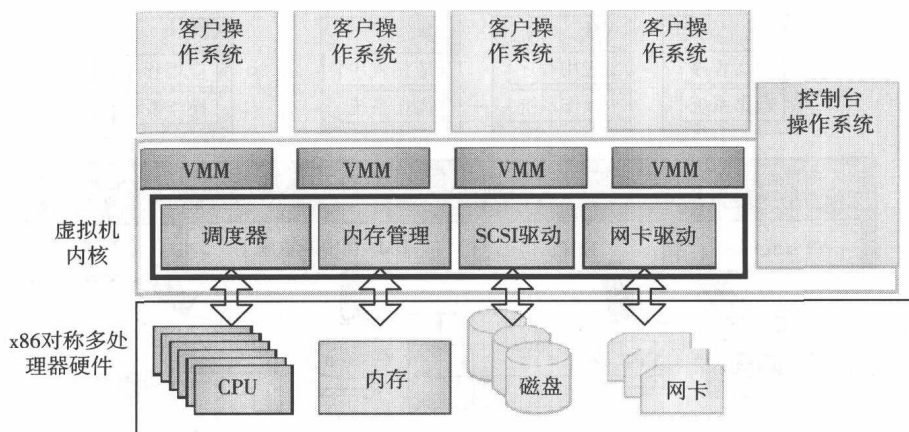 客户操
作系统
客户操
作系统
客户操
作系统
客户操
作系统
控制台
操作系统
VMM
VMM
VMM
VMM
虚拟机
内核
调度器
内存管理
SCSI驱动
网卡驱动
x86对称多处
理器硬件
CPU
内存
磁盘
网卡